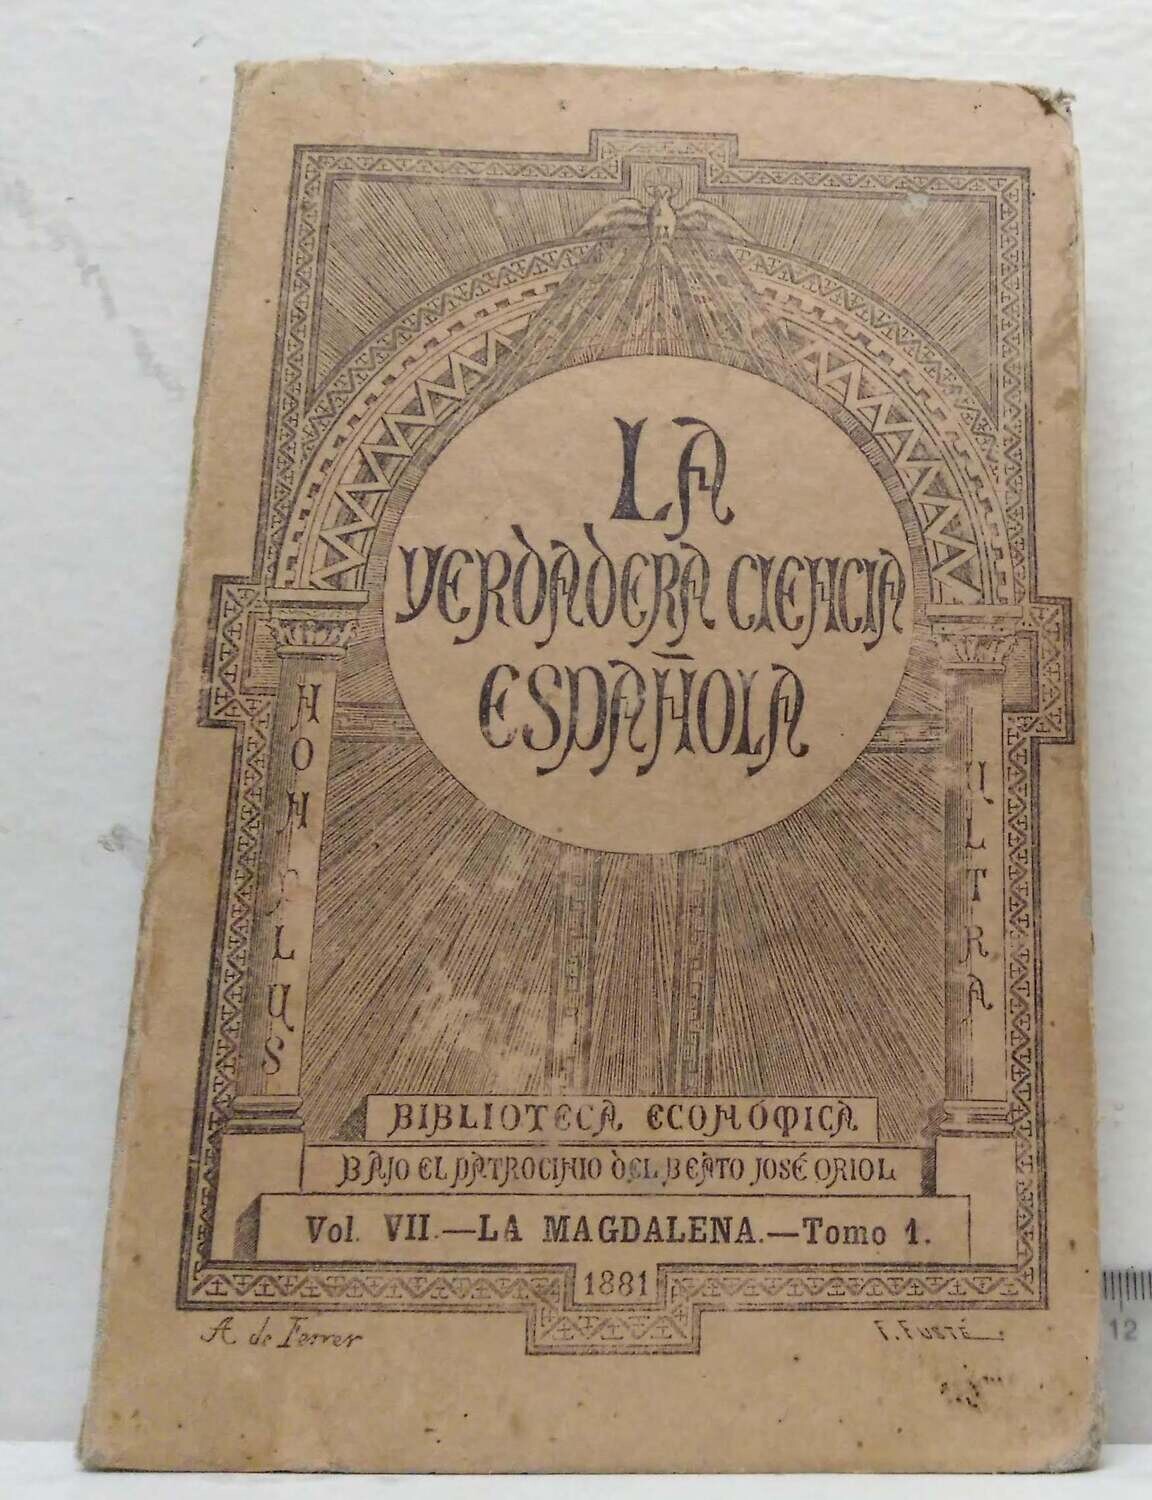 LA
VERDADERA CIENCIA
ESPAÑOLA
NON PLUS
ULTRA
BIBLIOTECA ECONÓMICA
BAJO EL PATROCINIO DEL BEATO JOSÉ ORIOL
Vol. VII.—LA MAGDALENA.—Tomo 1.
1881
A de Ferrer
F. FUSTÉ
12